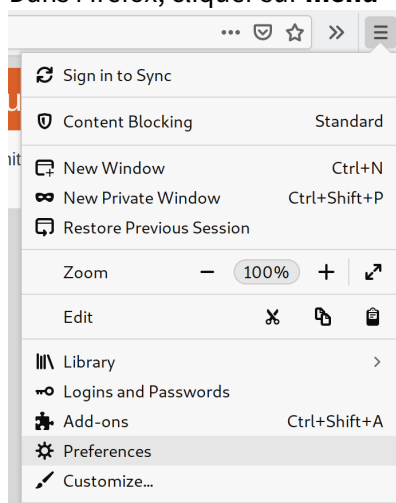 Dans Firefox, cliquer sur menu
Sign in to Sync
Content Blocking Standard
New Window Ctrl+N
New Private Window Ctrl+Shift+P
Restore Previous Session
Zoom 100%
Edit
Library
Logins and Passwords
Add-ons Ctrl+Shift+A
Preferences
Customize...